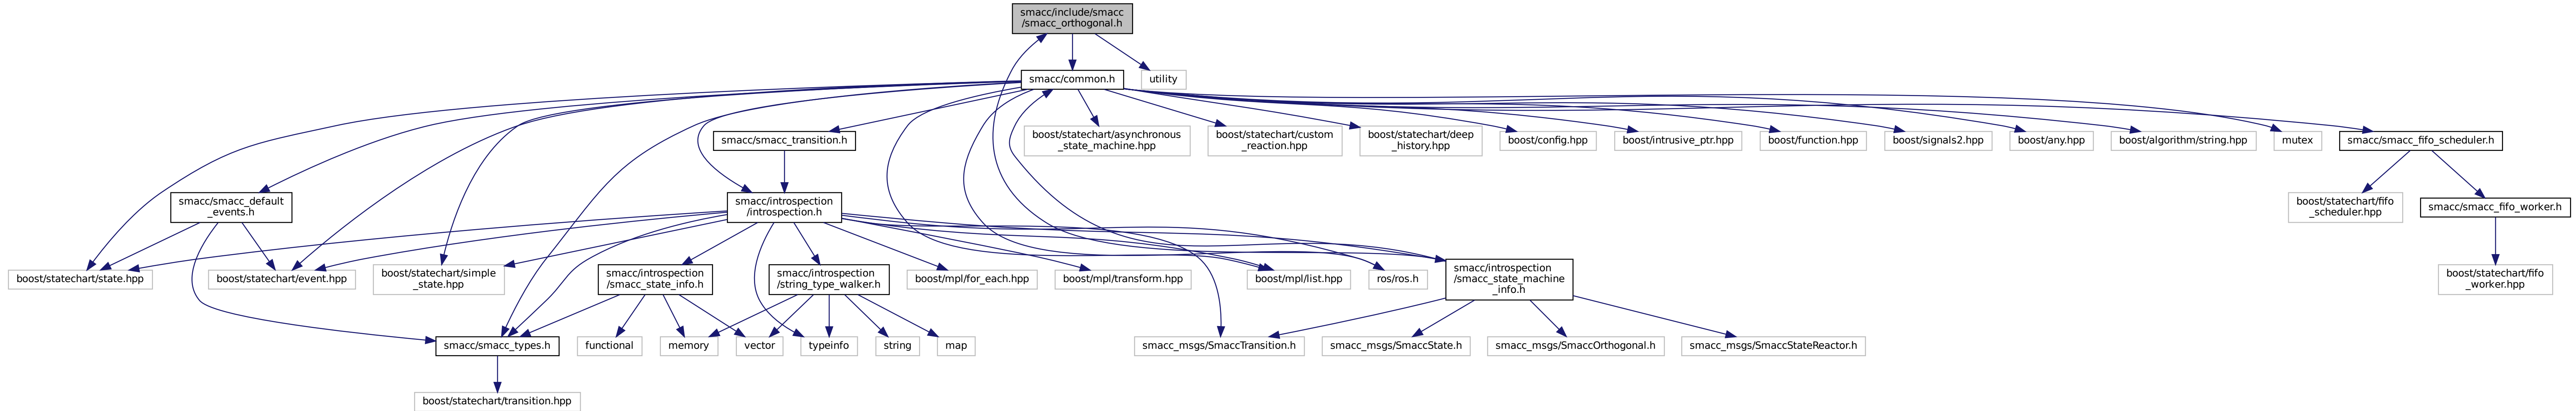 smacc/include/smacc
/smacc_orthogonal.h
smacc/common.h
utility
smacc/smacc_transition.h
boost/statechart/asynchronous
_state_machine.hpp
boost/statechart/custom
_reaction.hpp
boost/statechart/deep
_history.hpp
boost/config.hpp
boost/intrusive_ptr.hpp
boost/function.hpp
boost/signals2.hpp
boost/any.hpp
boost/algorithm/string.hpp
mutex
smacc/smacc_fifo_scheduler.h
smacc/smacc_default
_events.h
smacc/introspection
/introspection.h
boost/statechart/fifo
_scheduler.hpp
smacc/smacc_fifo_worker.h
boost/statechart/state.hpp
boost/statechart/event.hpp
boost/statechart/simple
_state.hpp
smacc/introspection
/smacc_state_info.h
smacc/introspection
/string_type_walker.h
boost/mpl/for_each.hpp
boost/mpl/transform.hpp
boost/mpl/list.hpp
ros/ros.h
smacc/introspection
/smacc_state_machine
_info.h
boost/statechart/fifo
_worker.hpp
smacc/smacc_types.h
functional
memory
vector
typeinfo
string
map
smacc_msgs/SmaccTransition.h
smacc_msgs/SmaccState.h
smacc_msgs/SmaccOrthogonal.h
smacc_msgs/SmaccStateReactor.h
boost/statechart/transition.hpp